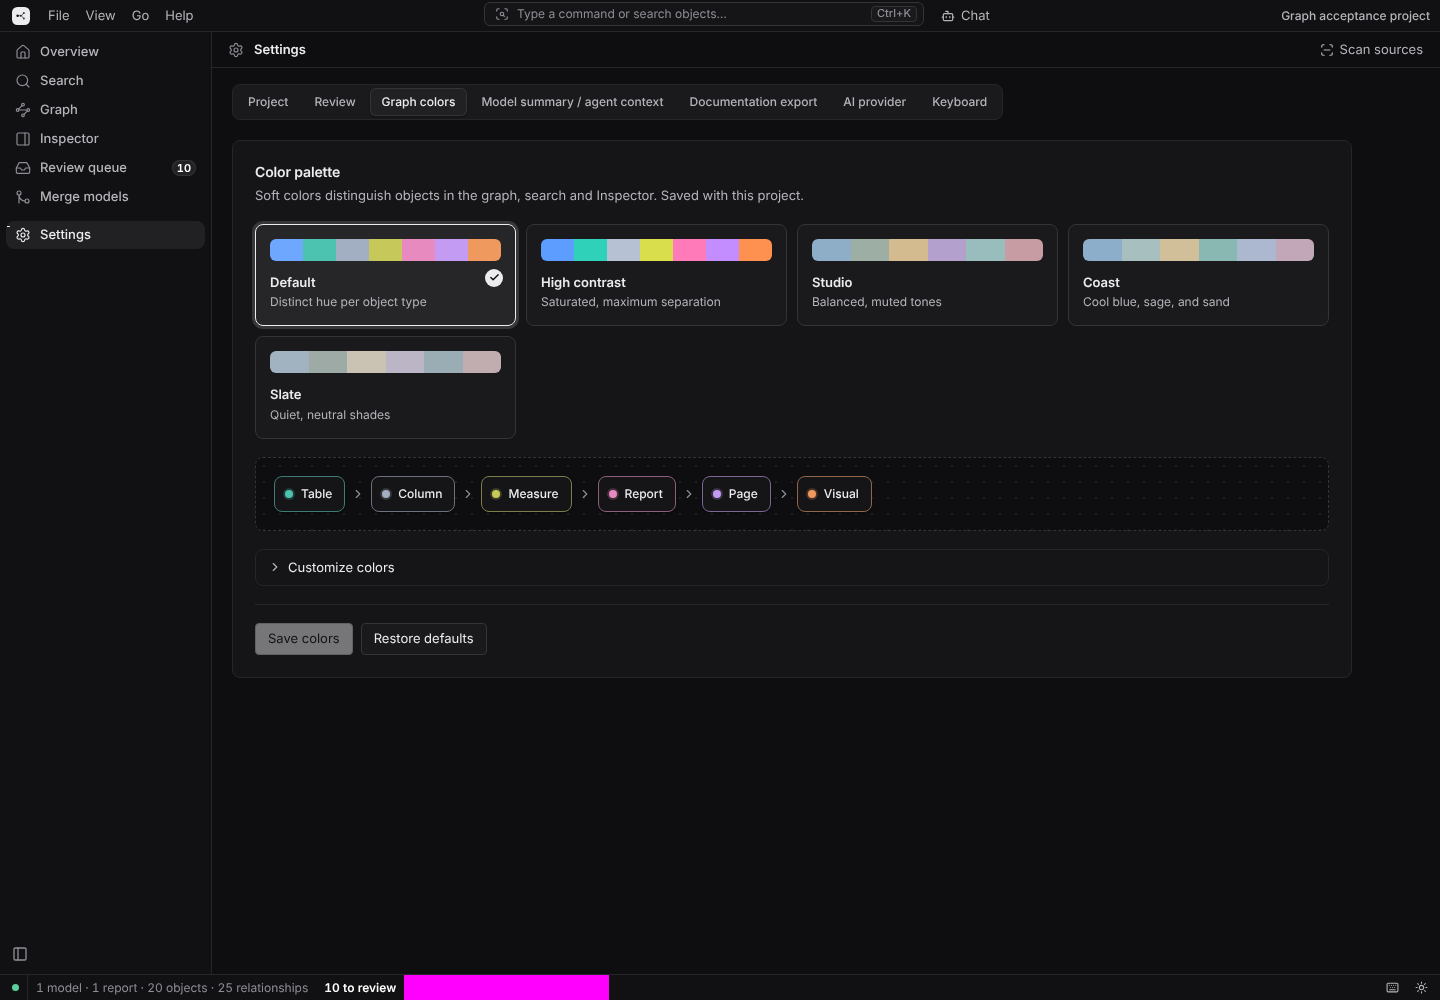 File View Go Help
Type a command or search objects... Ctrl+K
Chat
Graph acceptance project
Overview
Search
Graph
Inspector
Review queue 10
Merge models
Settings
Settings
Scan sources
Project Review Graph colors Model summary / agent context Documentation export AI provider Keyboard
Color palette
Soft colors distinguish objects in the graph, search and Inspector. Saved with this project.
Default
Distinct hue per object type
High contrast
Saturated, maximum separation
Studio
Balanced, muted tones
Coast
Cool blue, sage, and sand
Slate
Quiet, neutral shades
Table Column Measure Report Page Visual
Customize colors
Save colors Restore defaults
1 model · 1 report · 20 objects · 25 relationships 10 to review